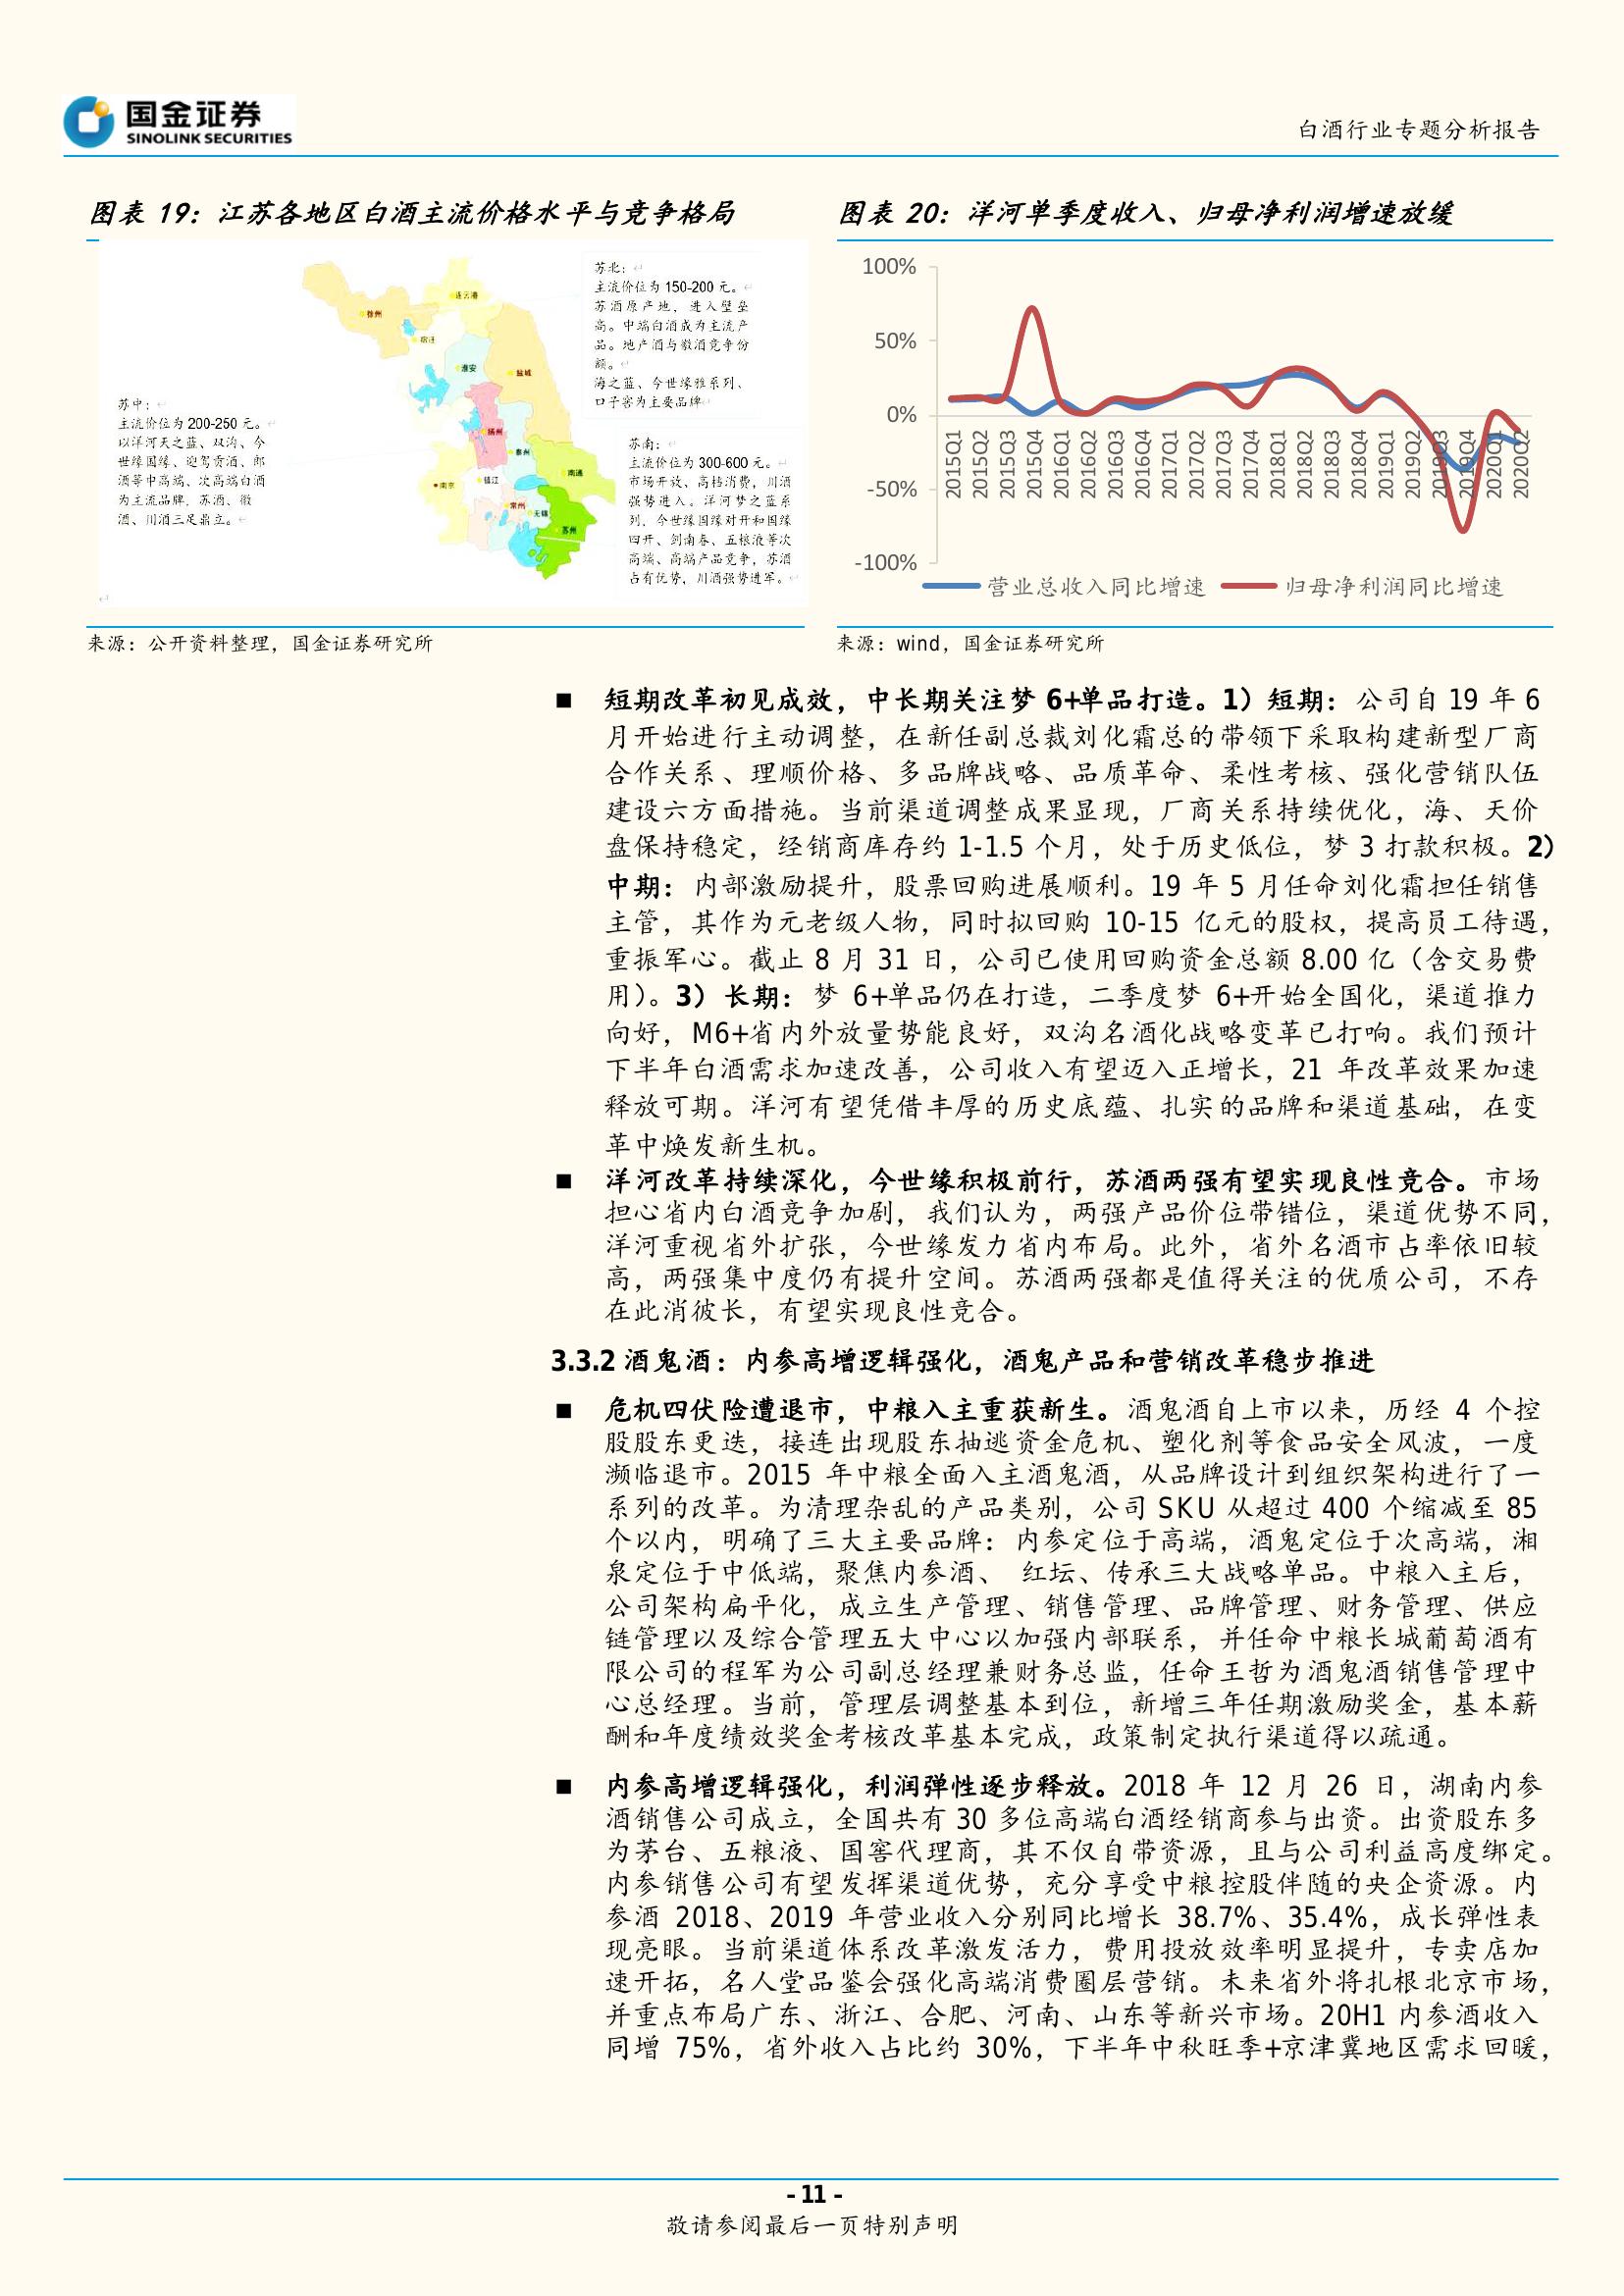 国金证券
SINOLINK SECURITIES
白酒行业专题分析报告
图表 19：江苏各地区白酒主流价格水平与竞争格局
苏北：
主流价位为 150-200 元。
苏酒原产地，进入壁垒
高。中端白酒成为主流产
品。地产酒与徽酒竞争份
额。
海之蓝、今世缘雅系列、
口子窖为主要品牌
苏中：
主流价位为 200-250 元。
以洋河天之蓝、双沟、今
世缘国缘、迎驾贡酒、郎
酒等中高端、次高端白酒
为主流品牌，苏酒、徽
酒、川酒三足鼎立。
苏南：
主流价位为 300-600 元。
市场开放、高档消费，川酒
强势进入。洋河梦之蓝系
列，今世缘国缘对开和国缘
四开、剑南春、五粮液等次
高端、高端产品竞争，苏酒
占有优势，川酒强势进军。
连云港
徐州
宿迁
淮安
盐城
扬州
泰州
南通
南京
镇江
常州
无锡
苏州
来源：公开资料整理，国金证券研究所
图表 20：洋河单季度收入、归母净利润增速放缓
100%
50%
0%
-50%
-100%
2015Q1
2015Q2
2015Q3
2015Q4
2016Q1
2016Q2
2016Q3
2016Q4
2017Q1
2017Q2
2017Q3
2017Q4
2018Q1
2018Q2
2018Q3
2018Q4
2019Q1
2019Q2
2019Q3
2019Q4
2020Q1
2020Q2
营业总收入同比增速
归母净利润同比增速
来源：wind，国金证券研究所
■ 短期改革初见成效，中长期关注梦 6+单品打造。1）短期：公司自 19 年 6
月开始进行主动调整，在新任副总裁刘化霜总的带领下采取构建新型厂商
合作关系、理顺价格、多品牌战略、品质革命、柔性考核、强化营销队伍
建设六方面措施。当前渠道调整成果显现，厂商关系持续优化，海、天价
盘保持稳定，经销商库存约 1-1.5 个月，处于历史低位，梦 3 打款积极。2）
中期：内部激励提升，股票回购进展顺利。19 年 5 月任命刘化霜担任销售
主管，其作为元老级人物，同时拟回购 10-15 亿元的股权，提高员工待遇，
重振军心。截止 8 月 31 日，公司已使用回购资金总额 8.00 亿（含交易费
用）。3）长期：梦 6+单品仍在打造，二季度梦 6+开始全国化，渠道推力
向好，M6+省内外放量势能良好，双沟名酒化战略变革已打响。我们预计
下半年白酒需求加速改善，公司收入有望迈入正增长，21 年改革效果加速
释放可期。洋河有望凭借丰厚的历史底蕴、扎实的品牌和渠道基础，在变
革中焕发新生机。
■ 洋河改革持续深化，今世缘积极前行，苏酒两强有望实现良性竞合。市场
担心省内白酒竞争加剧，我们认为，两强产品价位带错位，渠道优势不同，
洋河重视省外扩张，今世缘发力省内布局。此外，省外名酒市占率依旧较
高，两强集中度仍有提升空间。苏酒两强都是值得关注的优质公司，不存
在此消彼长，有望实现良性竞合。
3.3.2 酒鬼酒：内参高增逻辑强化，酒鬼产品和营销改革稳步推进
■ 危机四伏险遭退市，中粮入主重获新生。酒鬼酒自上市以来，历经 4 个控
股股东更迭，接连出现股东抽逃资金危机、塑化剂等食品安全风波，一度
濒临退市。2015 年中粮全面入主酒鬼酒，从品牌设计到组织架构进行了一
系列的改革。为清理杂乱的产品类别，公司 SKU 从超过 400 个缩减至 85
个以内，明确了三大主要品牌：内参定位于高端，酒鬼定位于次高端，湘
泉定位于中低端，聚焦内参酒、 红坛、传承三大战略单品。中粮入主后，
公司架构扁平化，成立生产管理、销售管理、品牌管理、财务管理、供应
链管理以及综合管理五大中心以加强内部联系，并任命中粮长城葡萄酒有
限公司的程军为公司副总经理兼财务总监，任命王哲为酒鬼酒销售管理中
心总经理。当前，管理层调整基本到位，新增三年任期激励奖金，基本薪
酬和年度绩效奖金考核改革基本完成，政策制定执行渠道得以疏通。
■ 内参高增逻辑强化，利润弹性逐步释放。2018 年 12 月 26 日，湖南内参
酒销售公司成立，全国共有 30 多位高端白酒经销商参与出资。出资股东多
为茅台、五粮液、国窖代理商，其不仅自带资源，且与公司利益高度绑定。
内参销售公司有望发挥渠道优势，充分享受中粮控股伴随的央企资源。内
参酒 2018、2019 年营业收入分别同比增长 38.7%、35.4%，成长弹性表
现亮眼。当前渠道体系改革激发活力，费用投放效率明显提升，专卖店加
速开拓，名人堂品鉴会强化高端消费圈层营销。未来省外将扎根北京市场，
并重点布局广东、浙江、合肥、河南、山东等新兴市场。20H1 内参酒收入
同增 75%，省外收入占比约 30%，下半年中秋旺季+京津冀地区需求回暖，
- 11 -
敬请参阅最后一页特别声明